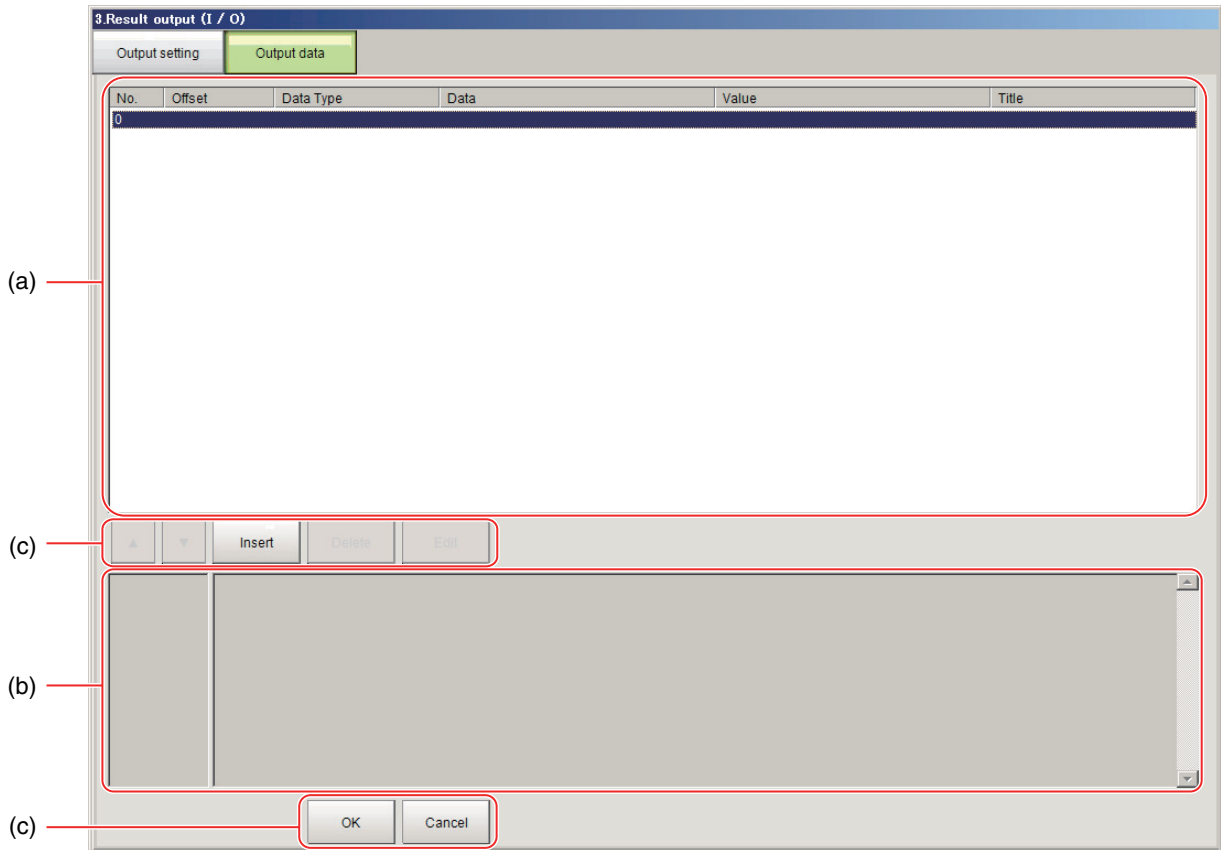 3.Result output (I / O)
Output setting Output data
No. Offset Data Type Data Value Title
0
(a)
(c) ▲ ▼ Insert Delete Edit
(b)
(c) OK Cancel